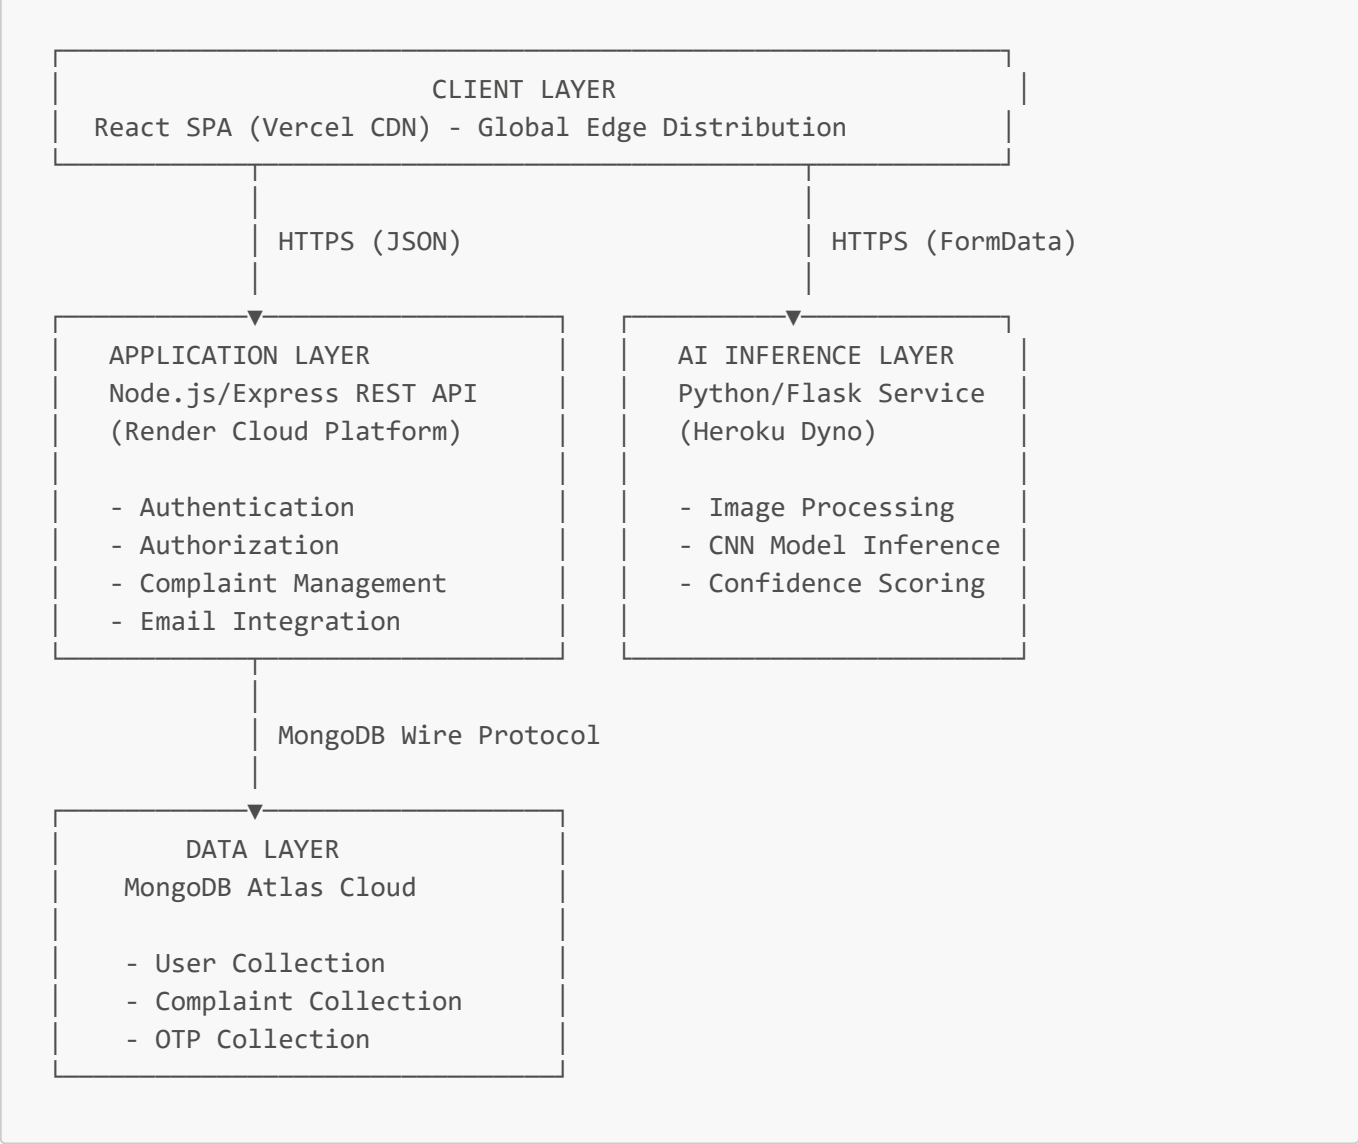 CLIENT LAYER
React SPA (Vercel CDN) - Global Edge Distribution
HTTPS (JSON)
HTTPS (FormData)
APPLICATION LAYER
Node.js/Express REST API
(Render Cloud Platform)
- Authentication
- Authorization
- Complaint Management
- Email Integration
AI INFERENCE LAYER
Python/Flask Service
(Heroku Dyno)
- Image Processing
- CNN Model Inference
- Confidence Scoring
MongoDB Wire Protocol
DATA LAYER
MongoDB Atlas Cloud
- User Collection
- Complaint Collection
- OTP Collection